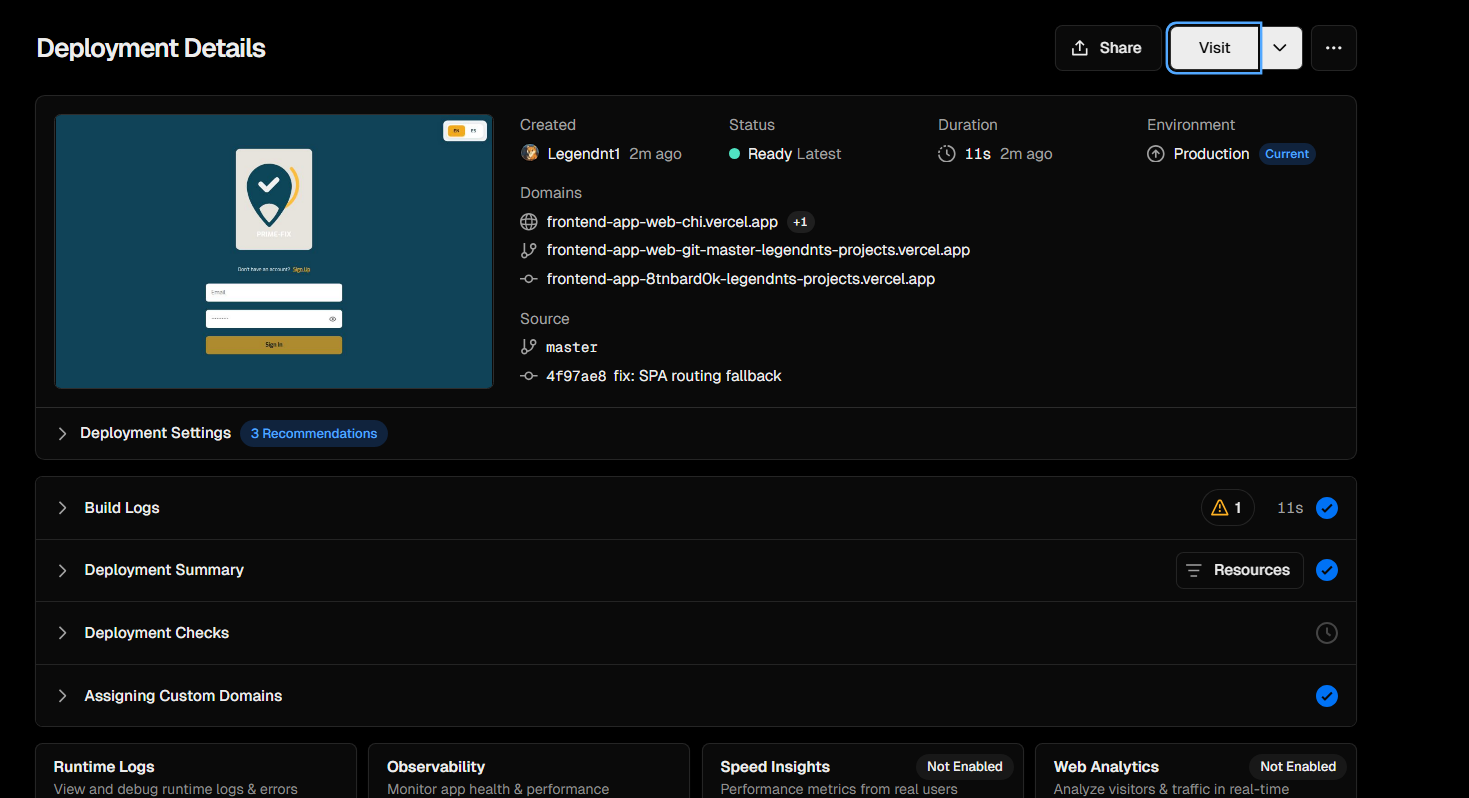 Deployment Details
Share
Visit
EN ES
PRIME-FIX
Don't have an account? Sign Up
Email
Sign In
Created
Legendnt1 2m ago
Status
Ready Latest
Duration
11s 2m ago
Environment
Production Current
Domains
frontend-app-web-chi.vercel.app +1
frontend-app-web-git-master-legendnts-projects.vercel.app
frontend-app-8tnbard0k-legendnts-projects.vercel.app
Source
master
4f97ae8 fix: SPA routing fallback
Deployment Settings 3 Recommendations
Build Logs 1 11s
Deployment Summary Resources
Deployment Checks
Assigning Custom Domains
Runtime Logs
View and debug runtime logs & errors
Observability
Monitor app health & performance
Speed Insights Not Enabled
Performance metrics from real users
Web Analytics Not Enabled
Analyze visitors & traffic in real-time